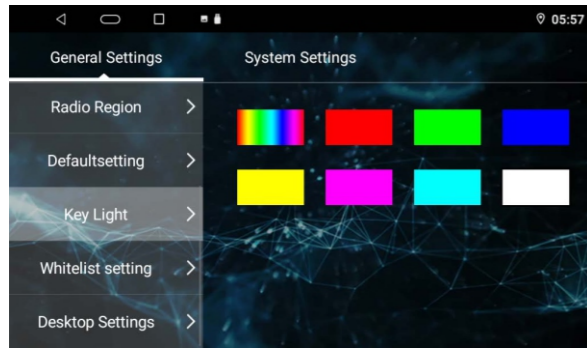 05:57
General Settings
System Settings
Radio Region
Defaultsetting
Key Light
Whitelist setting
Desktop Settings